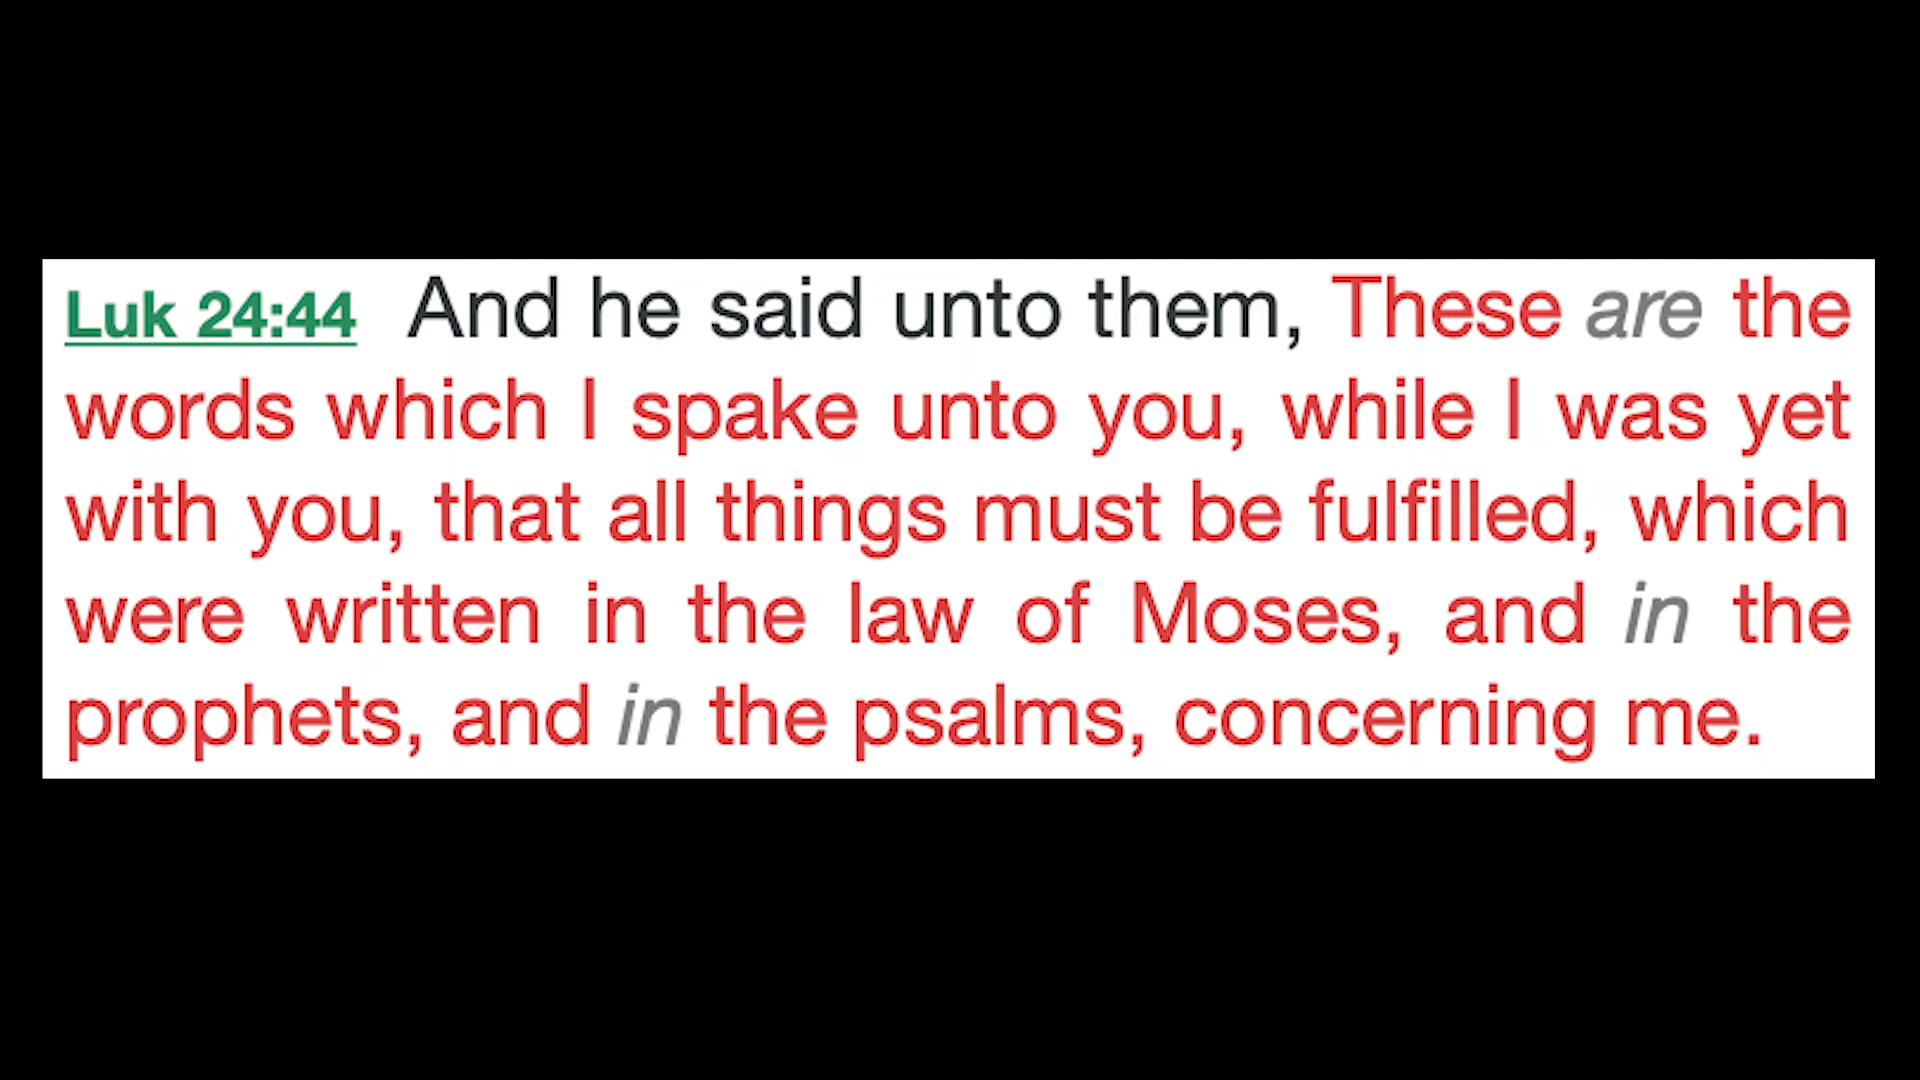 Luk 24:44 And he said unto them, These are the
words which I spake unto you, while I was yet
with you, that all things must be fulfilled, which
were written in the law of Moses, and in the
prophets, and in the psalms, concerning me.